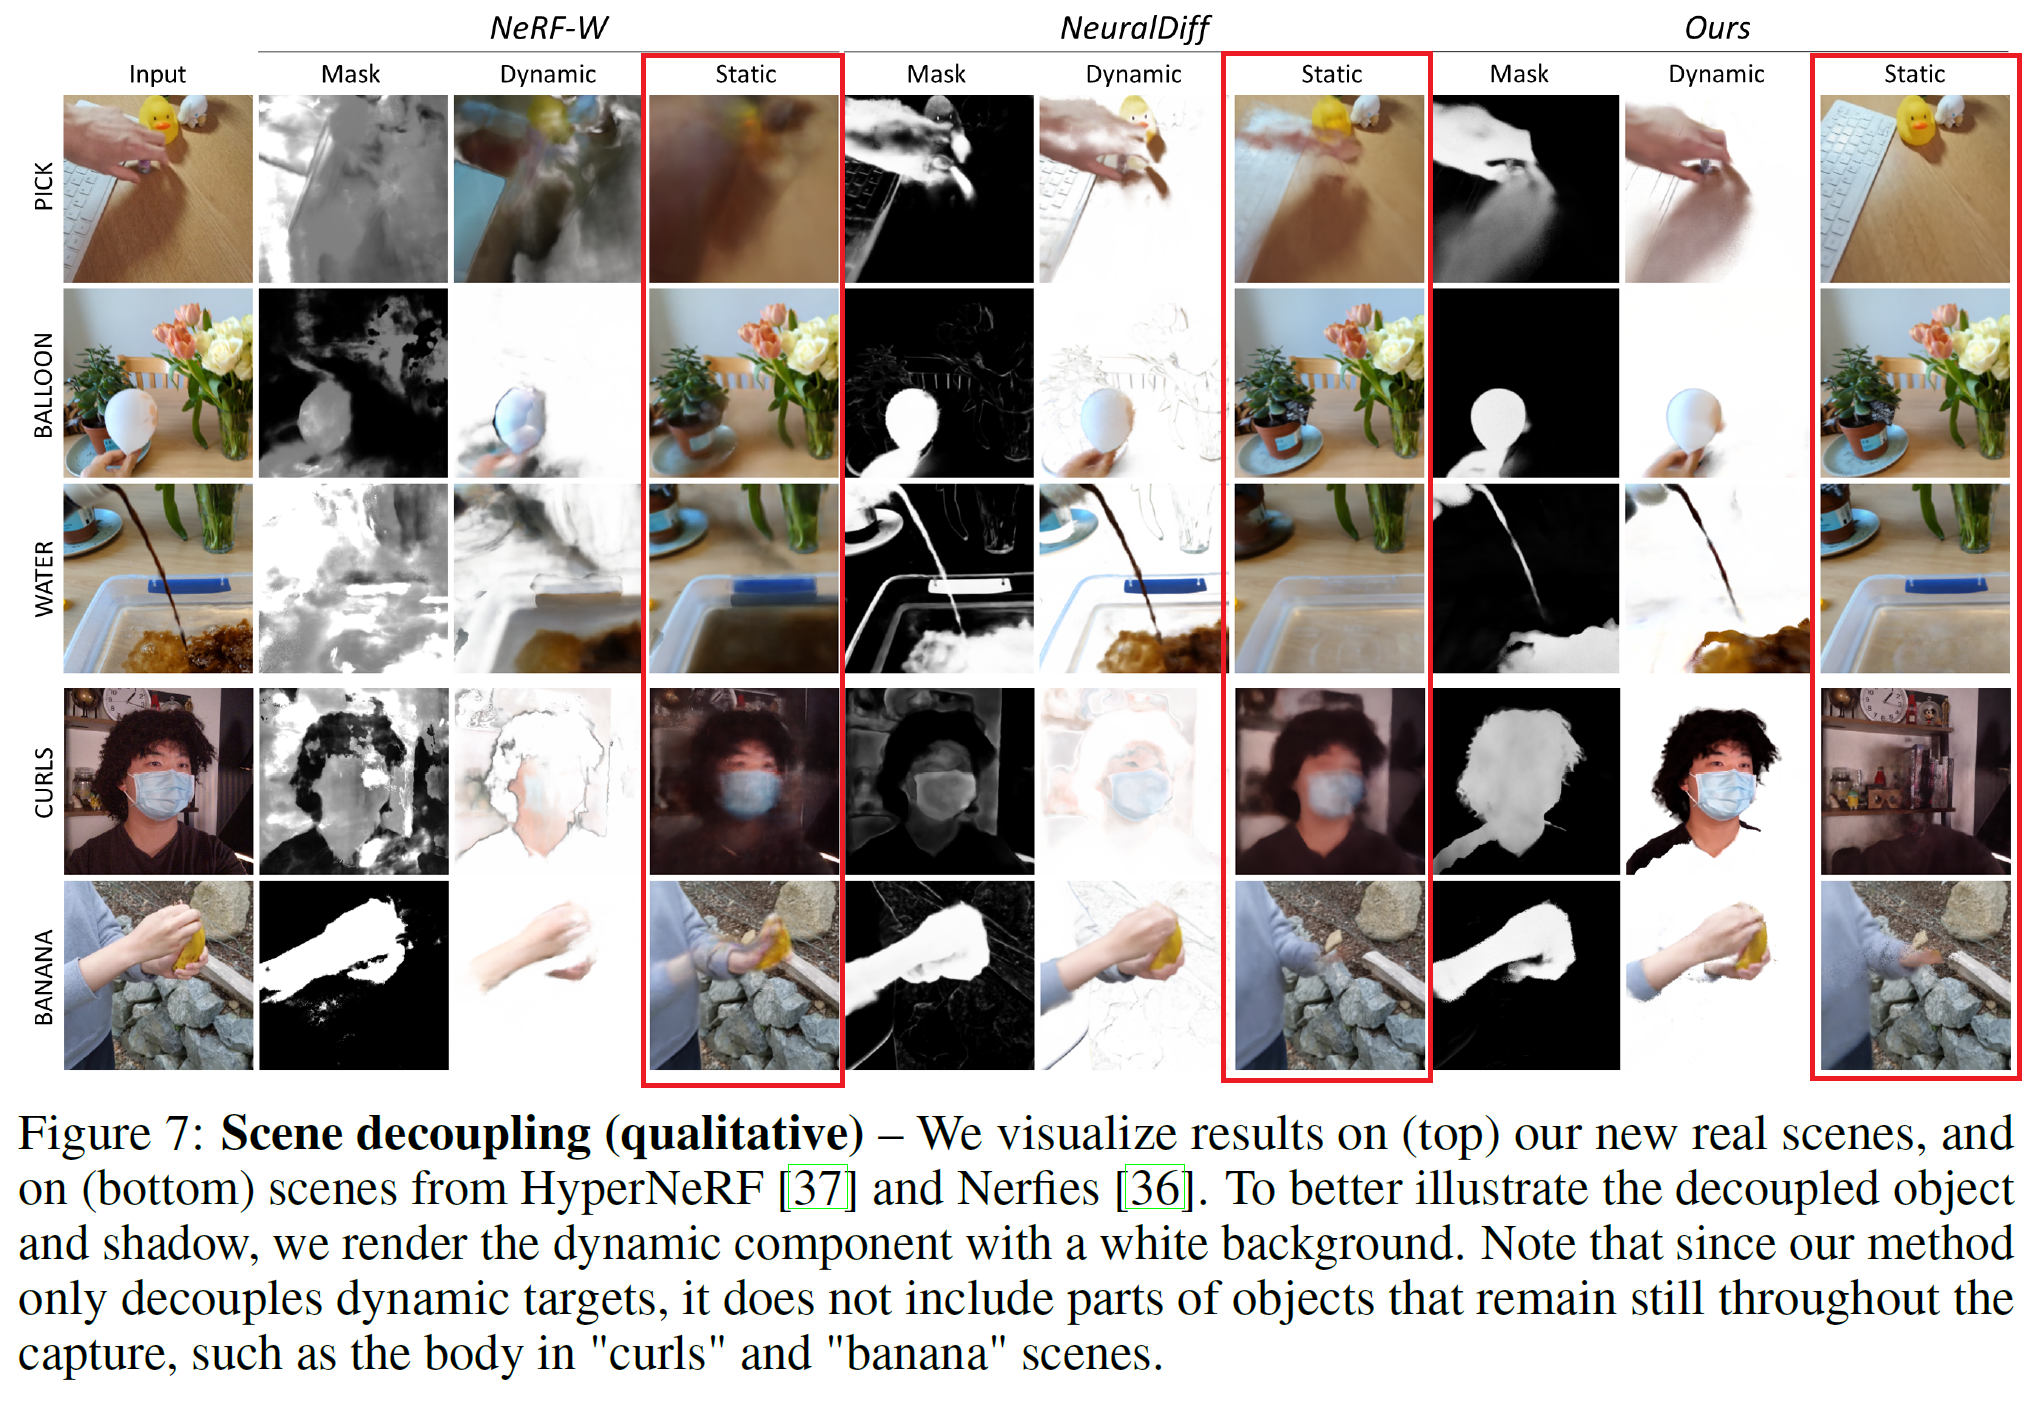 NeRF-W NeuralDiff Ours
Input Mask Dynamic Static Mask Dynamic Static Mask Dynamic Static
PICK
BALLOON
WATER
CURLS
BANANA
Figure 7: Scene decoupling (qualitative) – We visualize results on (top) our new real scenes, and
on (bottom) scenes from HyperNeRF [37] and Nerfies [36]. To better illustrate the decoupled object
and shadow, we render the dynamic component with a white background. Note that since our method
only decouples dynamic targets, it does not include parts of objects that remain still throughout the
capture, such as the body in "curls" and "banana" scenes.